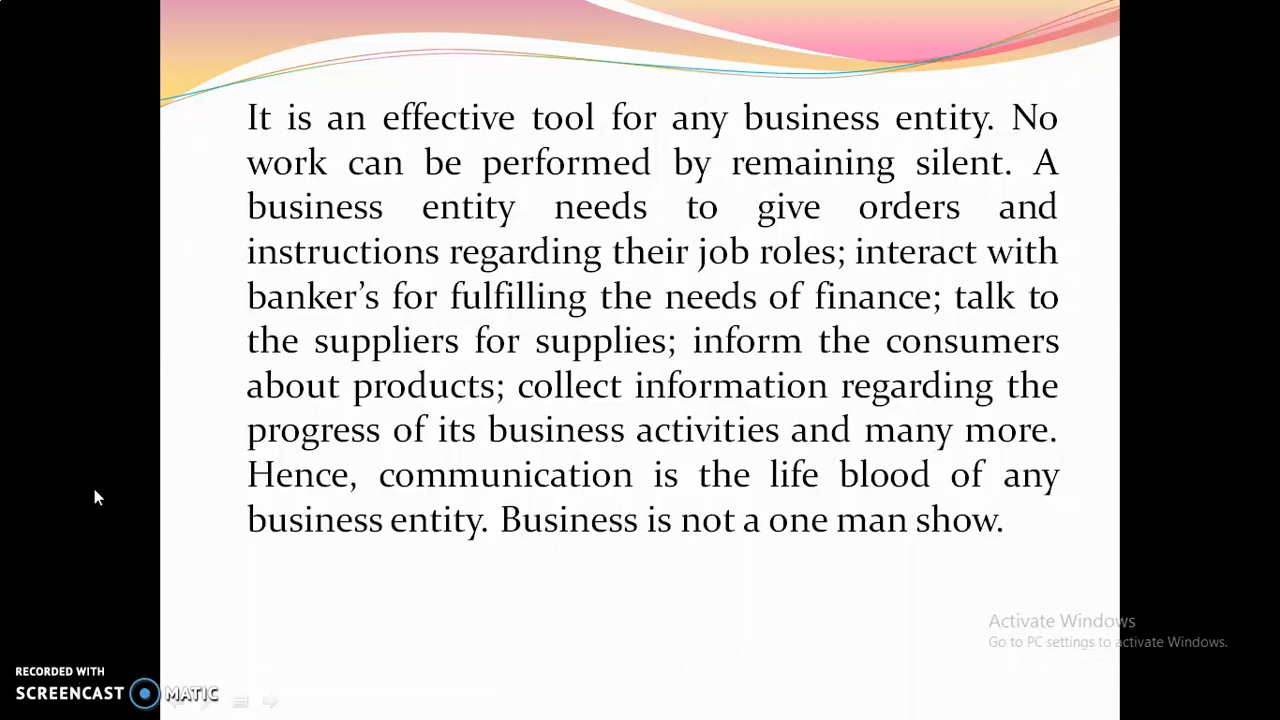 It is an effective tool for any business entity. No
work can be performed by remaining silent. A
business entity needs to give orders and
instructions regarding their job roles; interact with
banker’s for fulfilling the needs of finance; talk to
the suppliers for supplies; inform the consumers
about products; collect information regarding the
progress of its business activities and many more.
Hence, communication is the life blood of any
business entity. Business is not a one man show.
Activate Windows
Go to PC settings to activate Windows.
RECORDED WITH
SCREENCAST MATIC